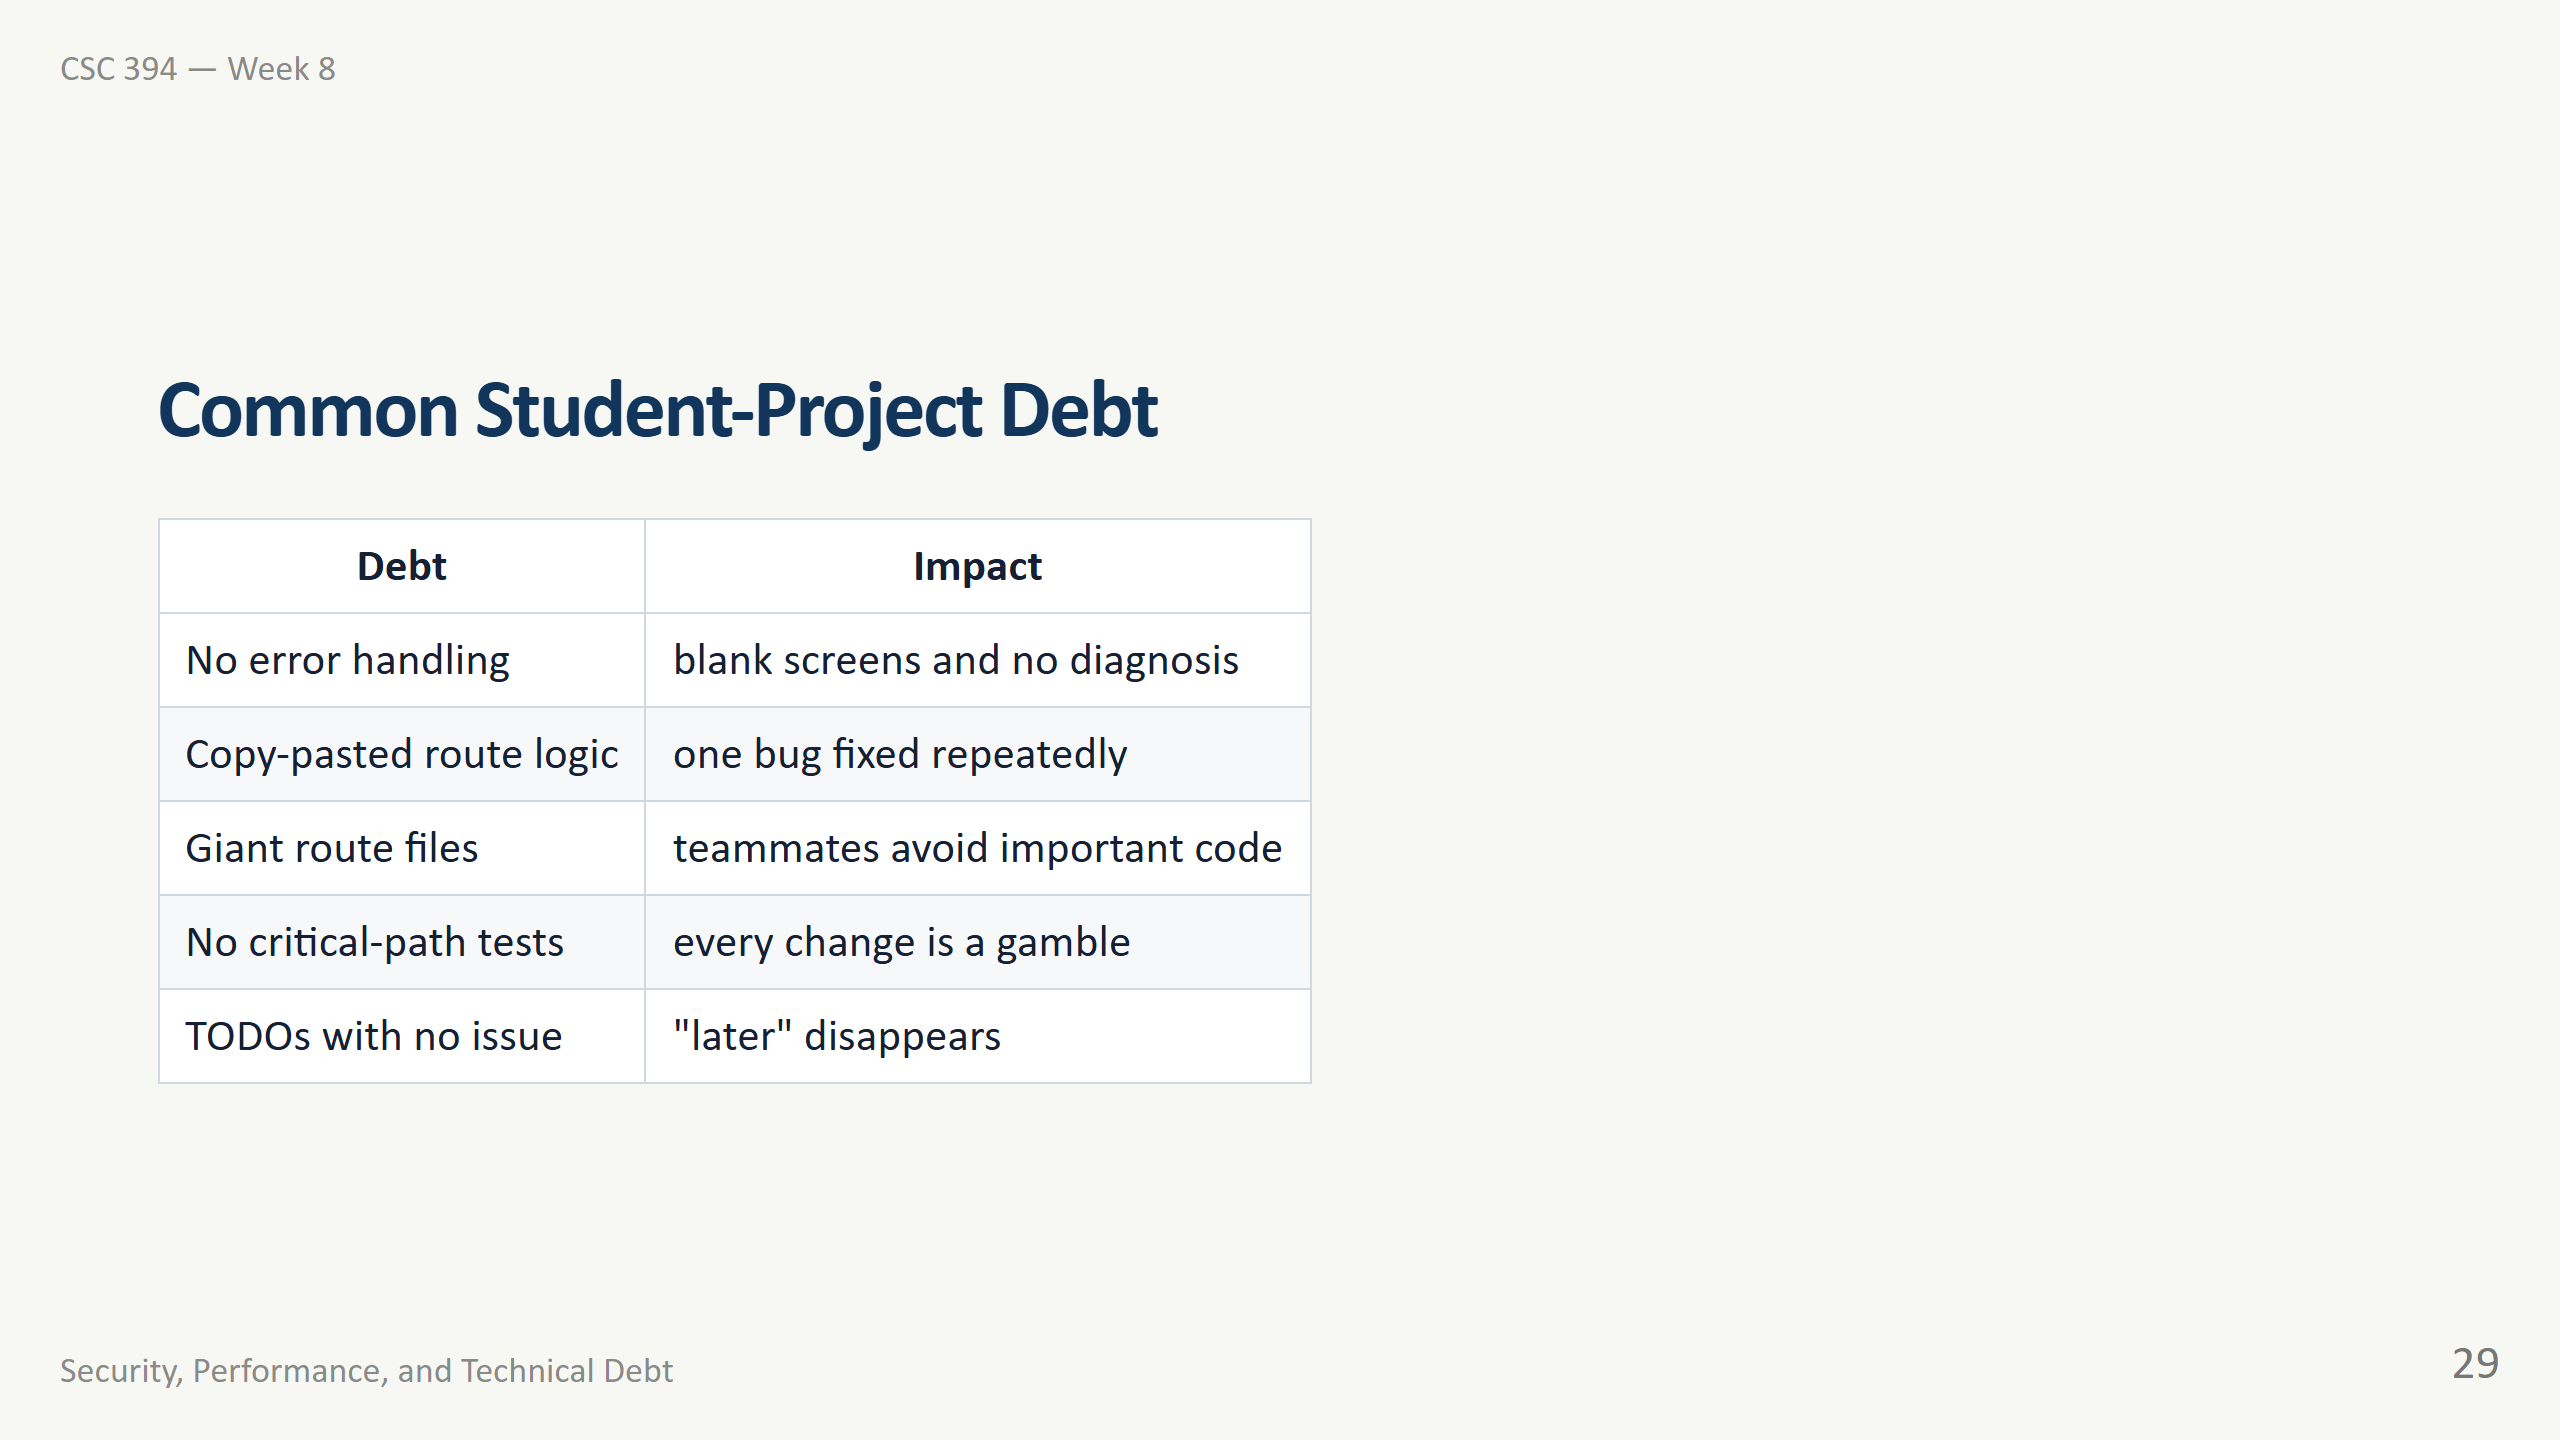 CSC 394 — Week 8
Common Student-Project Debt
Debt Impact
No error handling blank screens and no diagnosis
Copy-pasted route logic one bug fixed repeatedly
Giant route files teammates avoid important code
No critical-path tests every change is a gamble
TODOs with no issue "later" disappears
Security, Performance, and Technical Debt
29